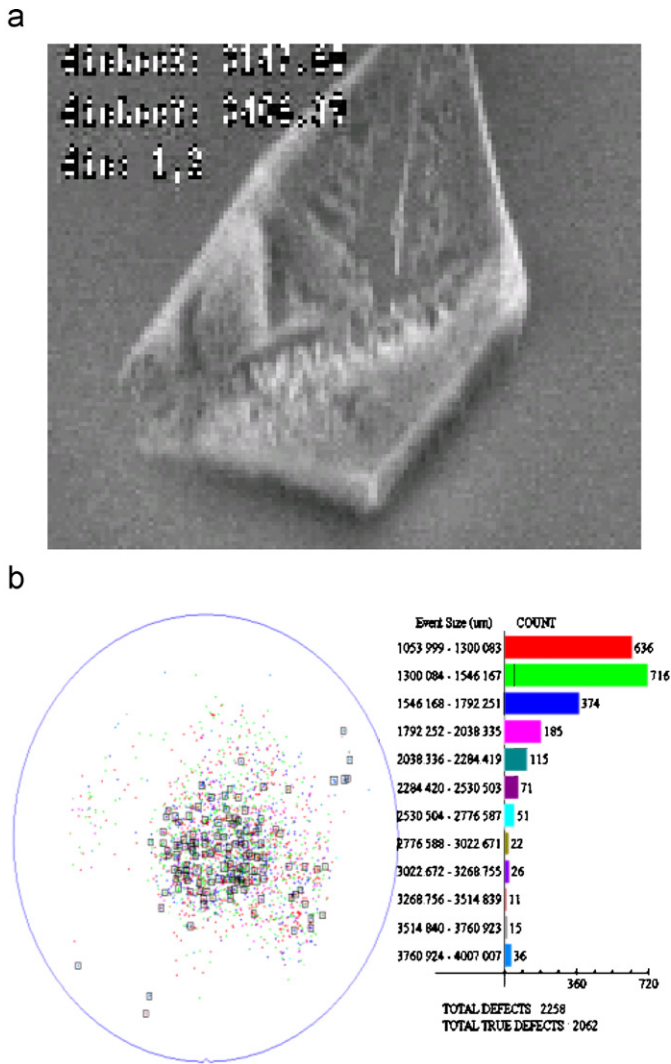 a
die: 1,2
b
Event Size (um) COUNT
1053 999 - 1300 083 636
1300 084 - 1546 167 716
1546 168 - 1792 251 374
1792 252 - 2038 335 185
2038 336 - 2284 419 115
2284 420 - 2530 503 71
2530 504 - 2776 587 51
2776 588 - 3022 671 22
3022 672 - 3268 755 26
3268 756 - 3514 839 11
3514 840 - 3760 923 15
3760 924 - 4007 007 36
360 720
TOTAL DEFECTS 2258
TOTAL TRUE DEFECTS 2062